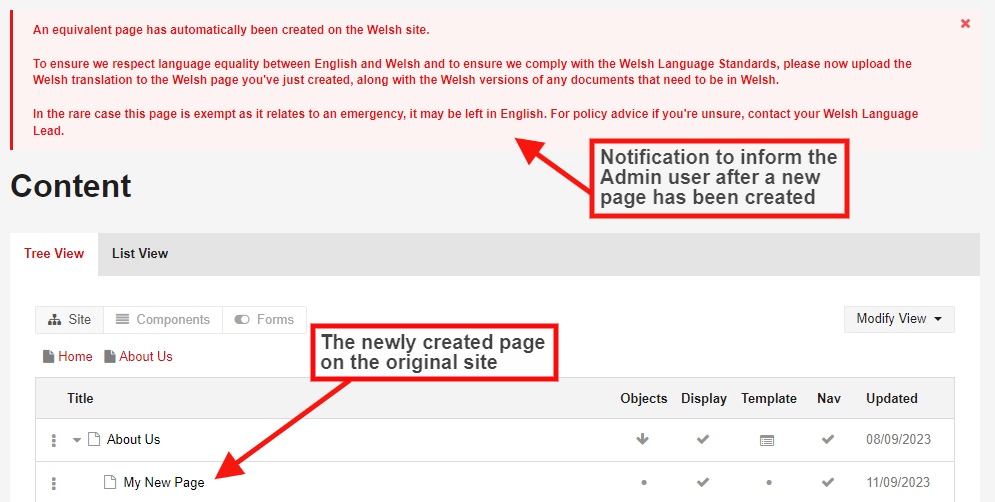 An equivalent page has automatically been created on the Welsh site.
To ensure we respect language equality between English and Welsh and to ensure we comply with the Welsh Language Standards, please now upload the
Welsh translation to the Welsh page you've just created, along with the Welsh versions of any documents that need to be in Welsh.
In the rare case this page is exempt as it relates to an emergency, it may be left in English. For policy advice if you're unsure, contact your Welsh Language
Lead.
Notification to inform the
Admin user after a new
page has been created
Content
Tree View List View
Site Components Forms Modify View
The newly created page
on the original site
Home About Us
Title Objects Display Template Nav Updated
About Us 08/09/2023
My New Page 11/09/2023